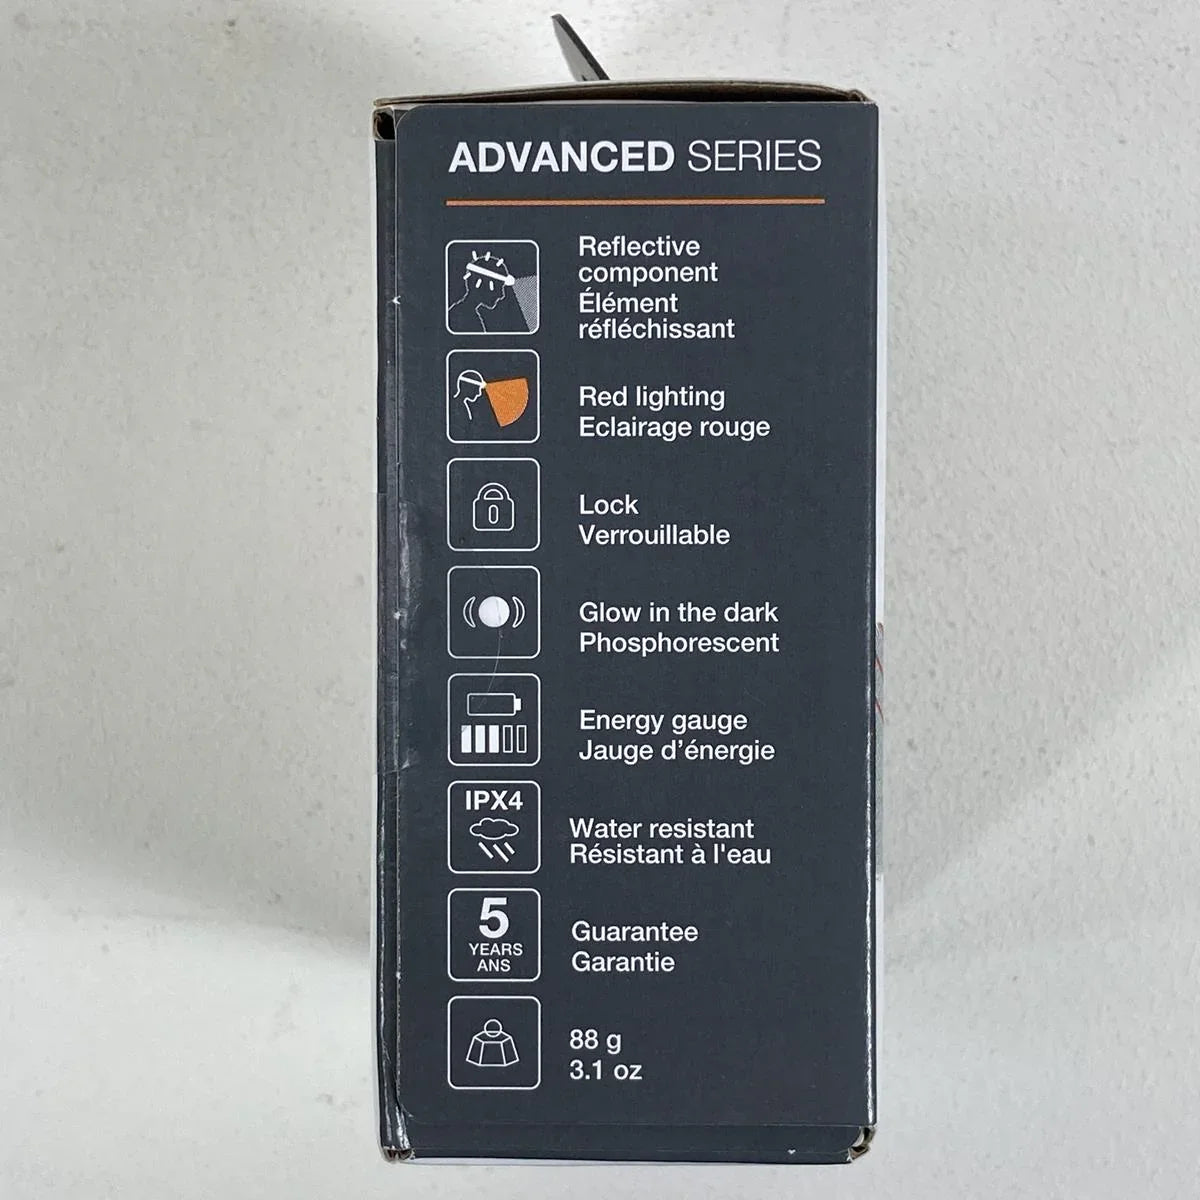 ADVANCED SERIES
Reflective
component
Élément
réfléchissant
Red lighting
Eclairage rouge
Lock
Verrouillable
Glow in the dark
Phosphorescent
Energy gauge
Jauge d'énergie
IPX4
Water resistant
Résistant à l'eau
5
YEARS
ANS
Guarantee
Garantie
88 g
3.1 oz